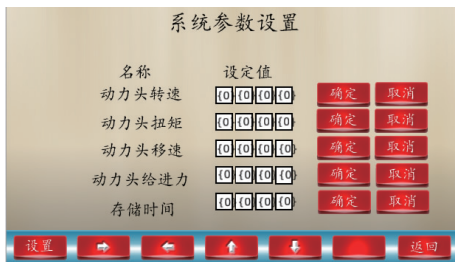 系统参数设置
名称 设定值
动力头转速 {0}{0}{0}{0} 确定 取消
动力头扭矩 {0}{0}{0}{0} 确定 取消
动力头移速 {0}{0}{0}{0} 确定 取消
动力头给进力 {0}{0}{0}{0} 确定 取消
存储时间 {0}{0}{0}{0} 确定 取消
设置 返回